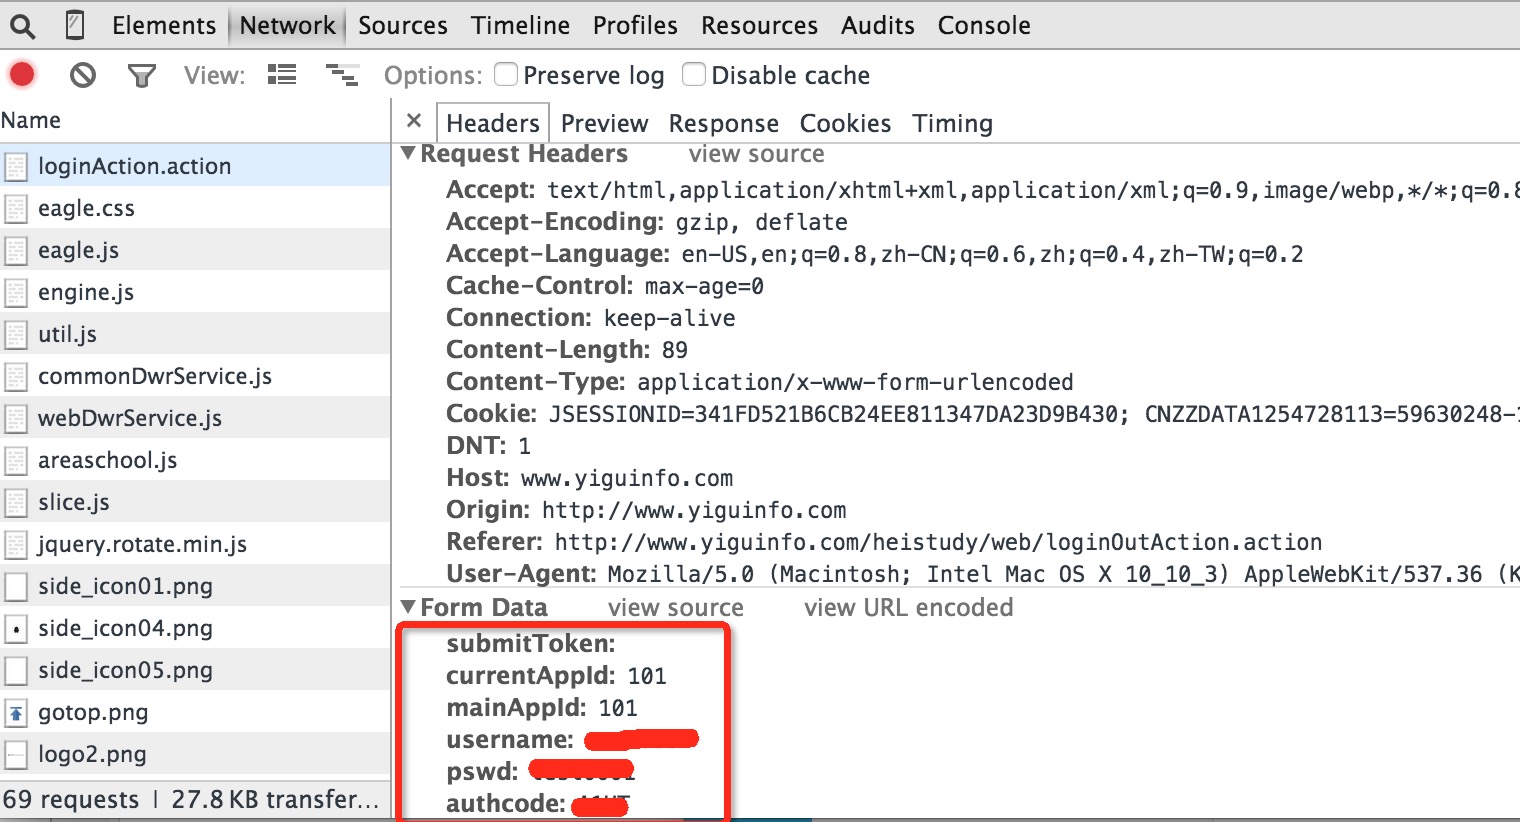 Elements Network Sources Timeline Profiles Resources Audits Console
View: Options: Preserve log Disable cache
Name
Headers Preview Response Cookies Timing
loginAction.action
eagle.css
eagle.js
engine.js
util.js
commonDwrService.js
webDwrService.js
areaschool.js
slice.js
jquery.rotate.min.js
side_icon01.png
side_icon04.png
side_icon05.png
gotop.png
logo2.png
69 requests | 27.8 KB transfer...
Request Headers view source
Accept: text/html,application/xhtml+xml,application/xml;q=0.9,image/webp,*/*;q=0.8
Accept-Encoding: gzip, deflate
Accept-Language: en-US,en;q=0.8,zh-CN;q=0.6,zh;q=0.4,zh-TW;q=0.2
Cache-Control: max-age=0
Connection: keep-alive
Content-Length: 89
Content-Type: application/x-www-form-urlencoded
Cookie: JSESSIONID=341FD521B6CB24EE811347DA23D9B430; CNZZDATA1254728113=59630248-1
DNT: 1
Host: www.yiguinfo.com
Origin: http://www.yiguinfo.com
Referer: http://www.yiguinfo.com/heistudy/web/loginOutAction.action
User-Agent: Mozilla/5.0 (Macintosh; Intel Mac OS X 10_10_3) AppleWebKit/537.36 (K
Form Data view source view URL encoded
submitToken:
currentAppId: 101
mainAppId: 101
username:
pswd:
authcode: